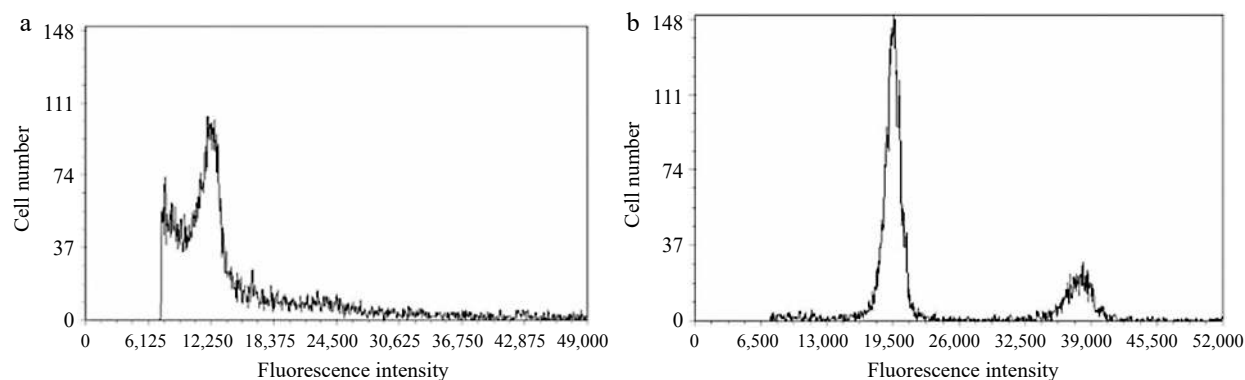 a
148
111
74
37
0
Cell number
0 6,125 12,250 18,375 24,500 30,625 36,750 42,875 49,000
Fluorescence intensity
b
148
111
74
37
0
Cell number
0 6,500 13,000 19,500 26,000 32,500 39,000 45,500 52,000
Fluorescence intensity